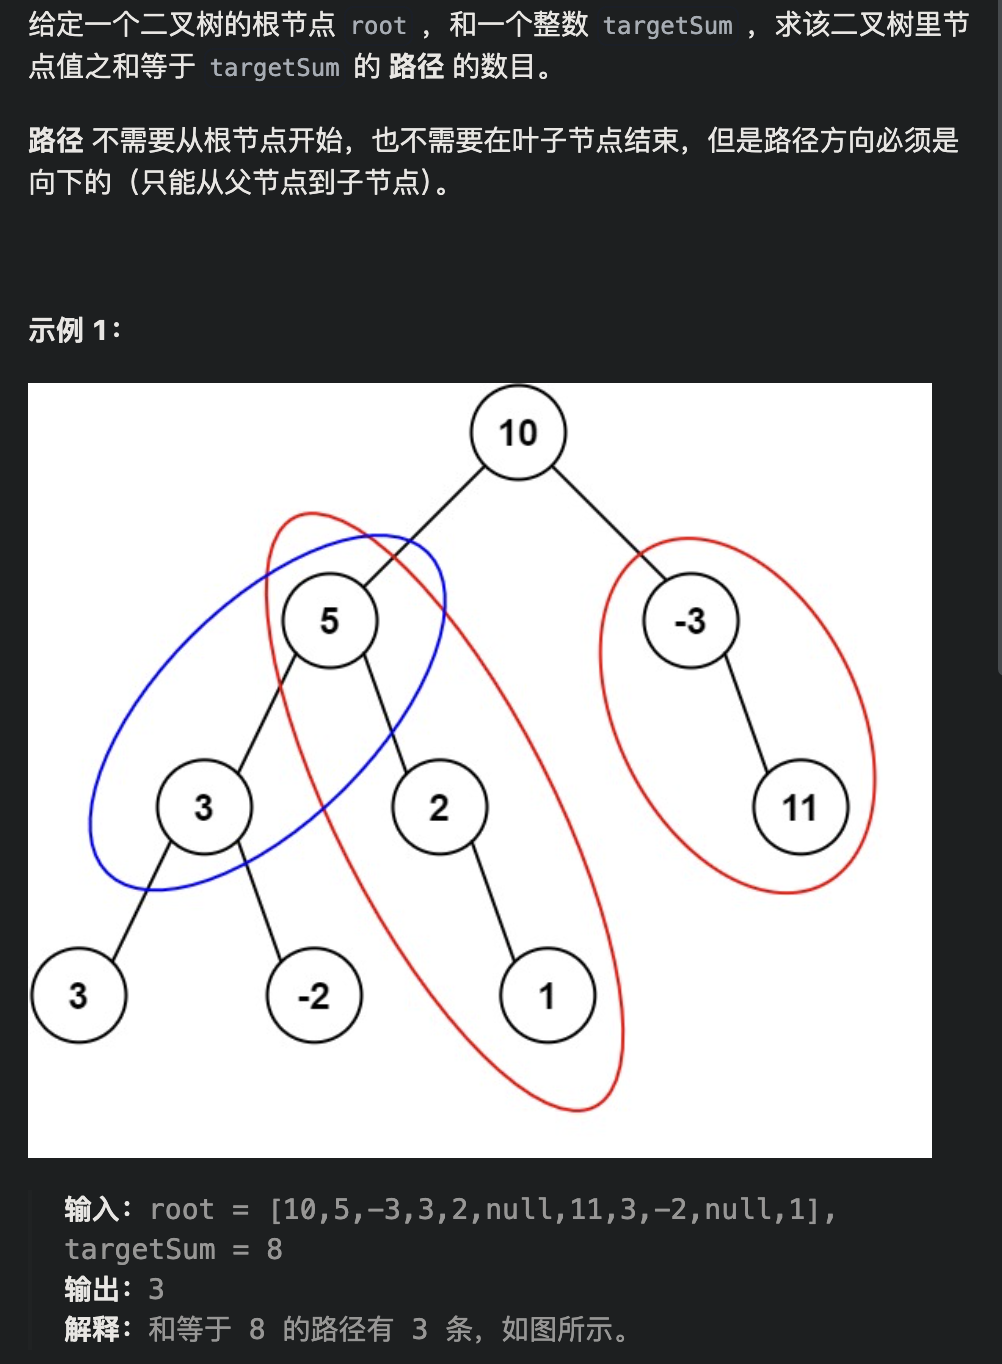 给定一个二叉树的根节点 root ，和一个整数 targetSum ，求该二叉树里节
点值之和等于 targetSum 的 路径 的数目。
路径 不需要从根节点开始，也不需要在叶子节点结束，但是路径方向必须是
向下的（只能从父节点到子节点）。
示例 1：
10
5
-3
3
2
11
3
-2
1
输入：root = [10,5,-3,3,2,null,11,3,-2,null,1],
targetSum = 8
输出：3
解释：和等于 8 的路径有 3 条，如图所示。